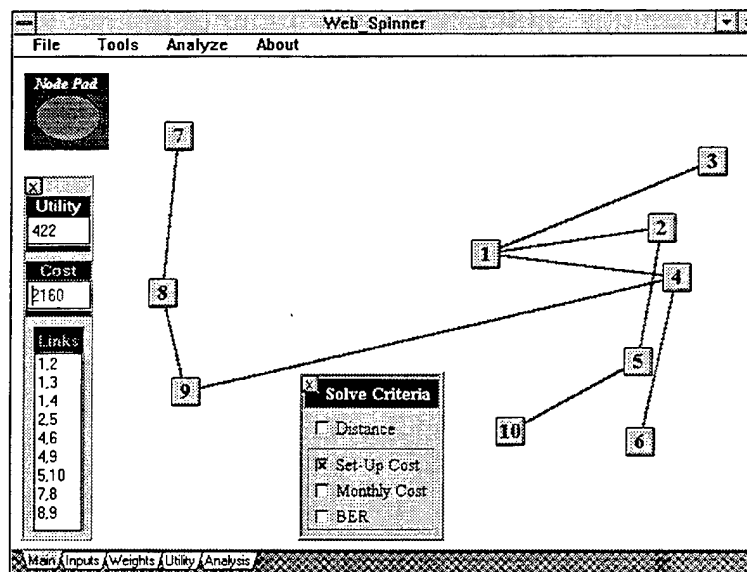 Web_Spinner
File Tools Analyze About
Node Pad
7
3
2
1
4
8
5
9
10
6
x
Utility
422
Cost
2160
Links
1,2
1,3
1,4
2,5
4,6
4,9
5,10
7,8
8,9
x
Solve Criteria
Distance
Set-Up Cost
Monthly Cost
BER
Main Inputs Weights Utility Analysis